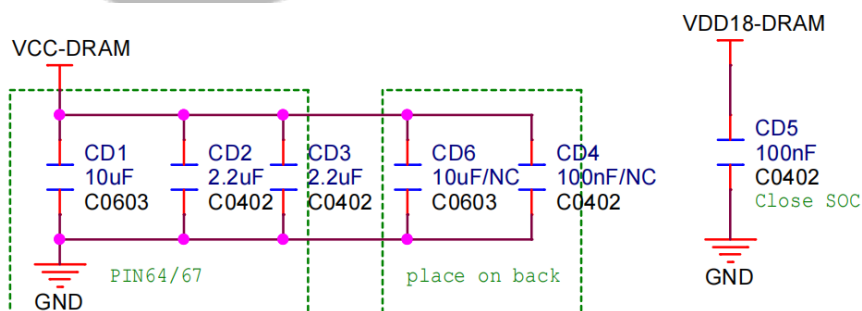 VDD18-DRAM
VCC-DRAM
CD1
10uF
C0603
CD2
2.2uF
C0402
CD3
2.2uF
C0402
CD6
10uF/NC
C0603
CD4
100nF/NC
C0402
CD5
100nF
C0402
Close SOC
PIN64/67
place on back
GND
GND